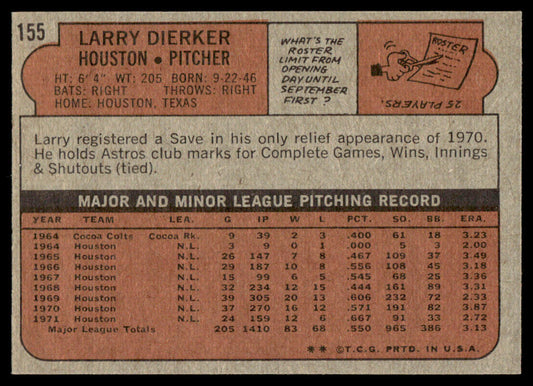 155
LARRY DIERKER
HOUSTON • PITCHER
HT: 6'4" WT: 205 BORN: 9-22-46
BATS: RIGHT THROWS: RIGHT
HOME: HOUSTON, TEXAS
WHAT'S THE
ROSTER
LIMIT FROM
OPENING
DAY UNTIL
SEPTEMBER
FIRST?
ROSTER
25 PLAYERS.
Larry registered a Save in his only relief appearance of 1970.
He holds Astros club marks for Complete Games, Wins, Innings
& Shutouts (tied).
MAJOR AND MINOR LEAGUE PITCHING RECORD
YEAR TEAM LEA. G IP W L PCT. SO. BB. ERA.
1964 Cocoa Colts Cocoa Rk. 9 39 2 3 .400 61 18 3.23
1964 Houston N.L. 3 9 0 1 .000 5 3 2.00
1965 Houston N.L. 26 147 7 8 .467 109 37 3.49
1966 Houston N.L. 29 187 10 8 .556 108 45 3.18
1967 Houston N.L. 15 99 6 5 .545 68 25 3.36
1968 Houston N.L. 32 234 12 15 .444 161 89 3.31
1969 Houston N.L. 39 305 20 13 .606 232 72 2.33
1970 Houston N.L. 37 270 16 12 .571 191 82 3.87
1971 Houston N.L. 24 159 12 6 .667 91 33 2.72
Major League Totals 205 1410 83 68 .550 965 386 3.13
** © T.C.G. PRTD. IN U.S.A.